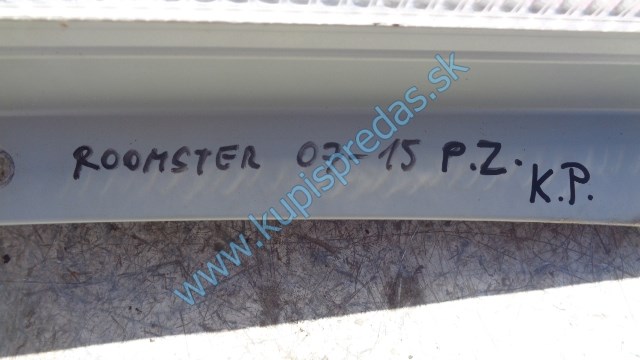 ROOMSTER 07-15 P.Z.
K.P.
www.kupispredas.sk